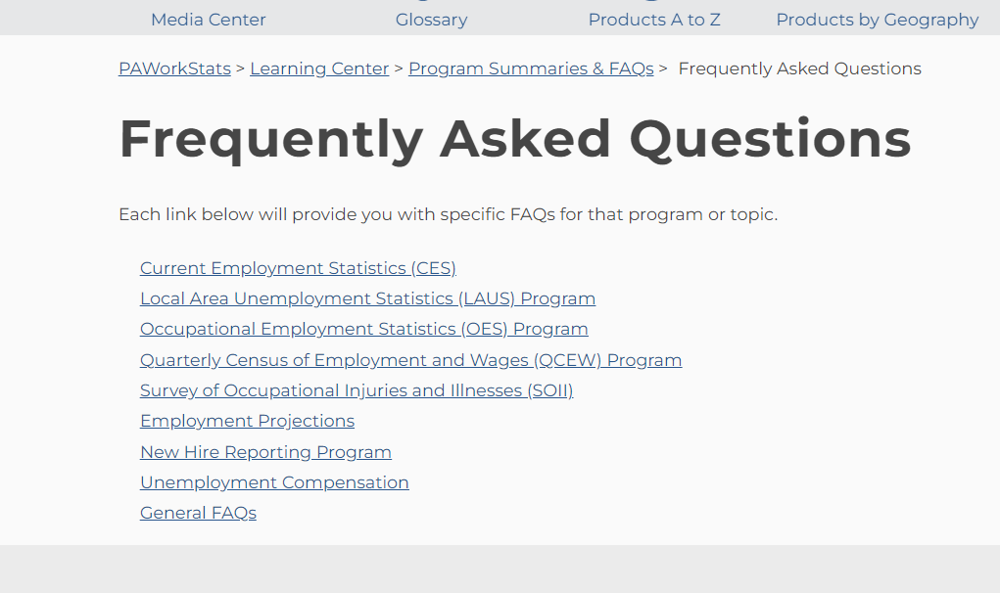 Media Center Glossary Products A to Z Products by Geography
PAWorkStats > Learning Center > Program Summaries & FAQs > Frequently Asked Questions
Frequently Asked Questions
Each link below will provide you with specific FAQs for that program or topic.
Current Employment Statistics (CES)
Local Area Unemployment Statistics (LAUS) Program
Occupational Employment Statistics (OES) Program
Quarterly Census of Employment and Wages (QCEW) Program
Survey of Occupational Injuries and Illnesses (SOII)
Employment Projections
New Hire Reporting Program
Unemployment Compensation
General FAQs